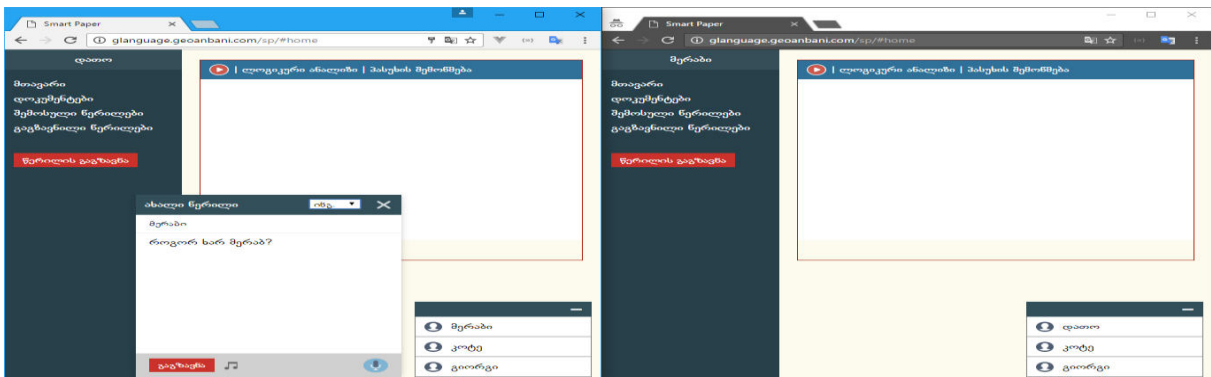 Smart Paper
glanguage.geoanbani.com/sp/#home
დათო
მთავარი
დოკუმენტები
შემოსული წერილები
გაგზავნილი წერილები
წერილის გაგზავნა
| ლოგიკური ანალიზი | პასუხის შემოწმება
ახალი წერილი
ინგ.
მერაბი
როგორ ხარ მერაბ?
გაგზავნა
მერაბი
კოტე
გიორგი
Smart Paper
glanguage.geoanbani.com/sp/#home
მერაბი
მთავარი
დოკუმენტები
შემოსული წერილები
გაგზავნილი წერილები
წერილის გაგზავნა
| ლოგიკური ანალიზი | პასუხის შემოწმება
დათო
კოტე
გიორგი